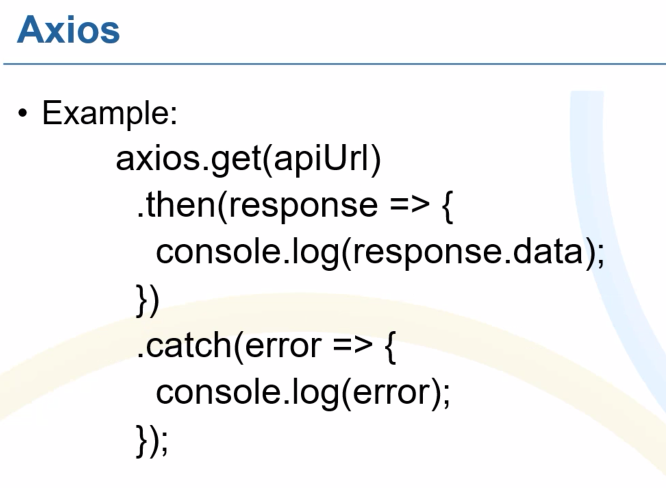 Axios
• Example:
axios.get(apiUrl)
.then(response => {
console.log(response.data);
})
.catch(error => {
console.log(error);
});